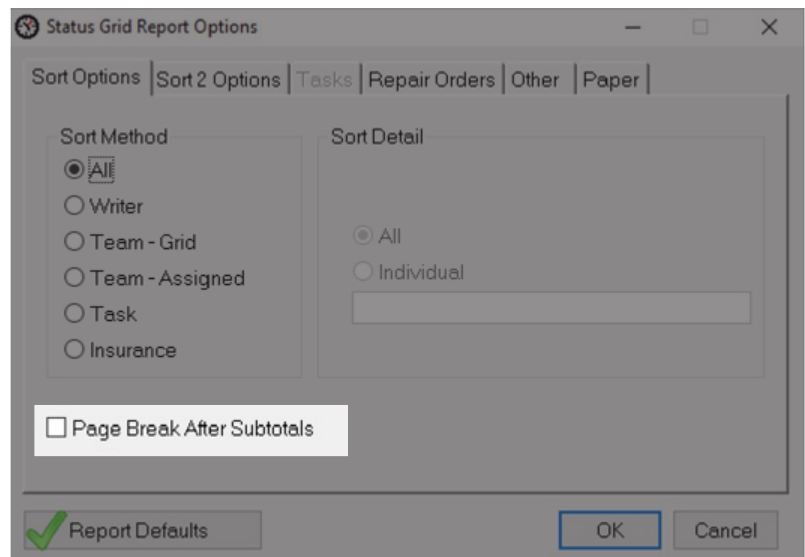 Status Grid Report Options
Sort Options Sort 2 Options Tasks Repair Orders Other Paper
Sort Method
All
Writer
Team - Grid
Team - Assigned
Task
Insurance
Sort Detail
All
Individual
Page Break After Subtotals
Report Defaults
OK Cancel